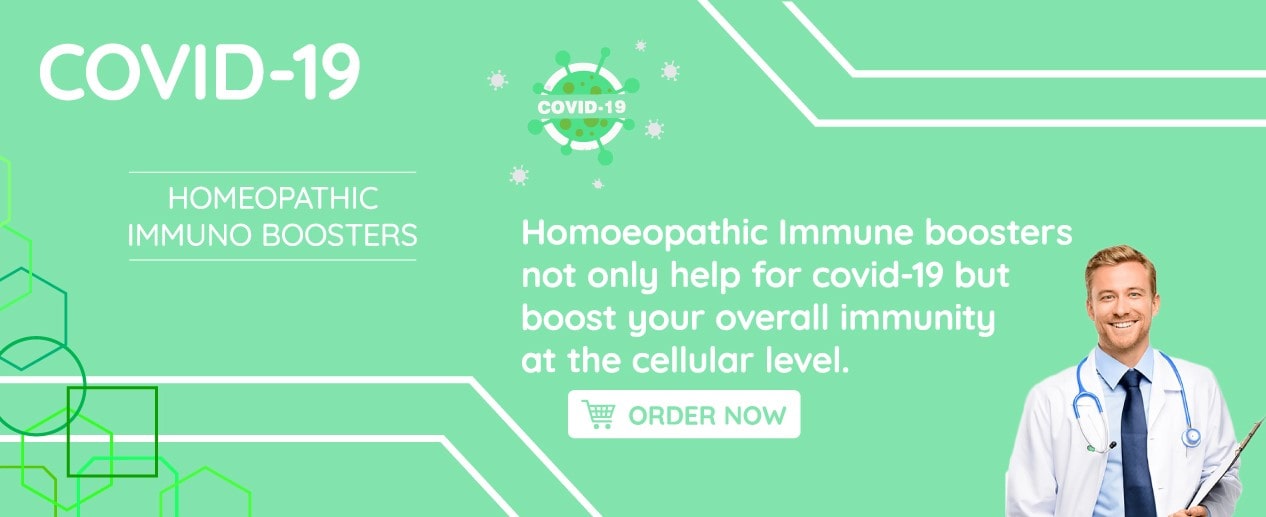 COVID-19
COVID-19
HOMEOPATHIC
IMMUNO BOOSTERS
Homoeopathic Immune boosters
not only help for covid-19 but
boost your overall immunity
at the cellular level.
ORDER NOW